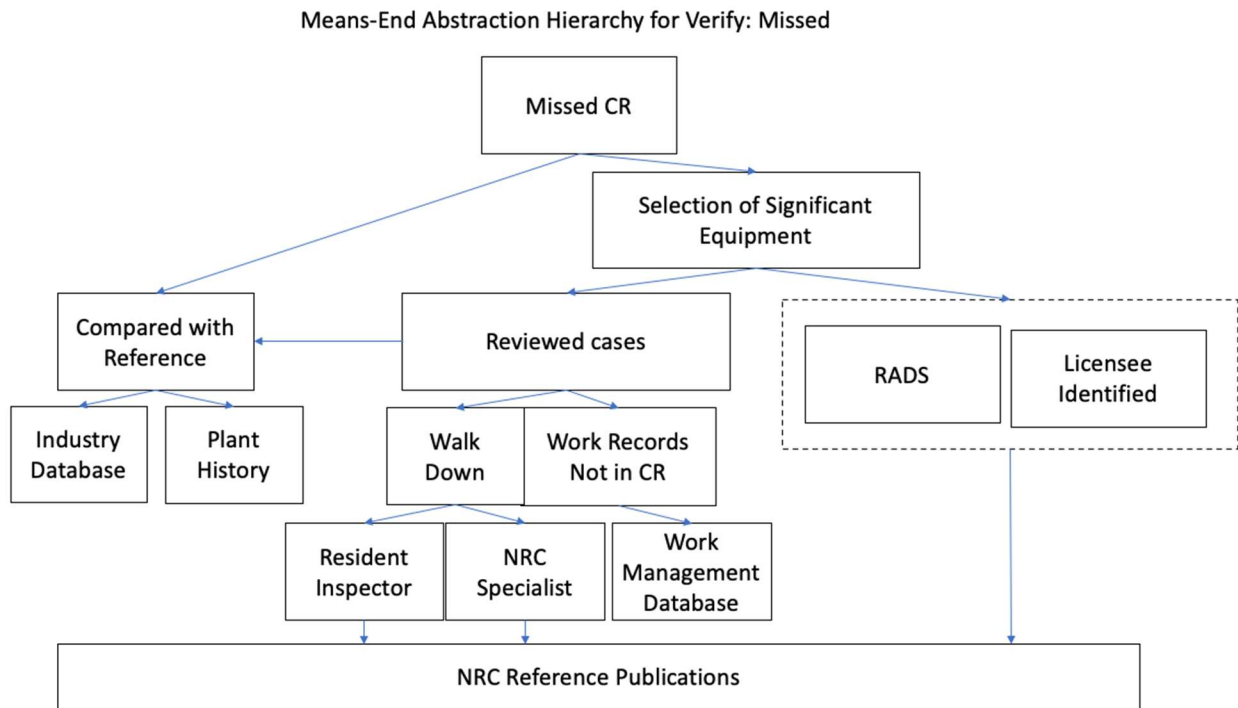 Means-End Abstraction Hierarchy for Verify: Missed
Missed CR
Selection of Significant
Equipment
Compared with
Reference
Reviewed cases
RADS
Licensee
Identified
Industry
Database
Plant
History
Walk
Down
Work Records
Not in CR
Resident
Inspector
NRC
Specialist
Work
Management
Database
NRC Reference Publications